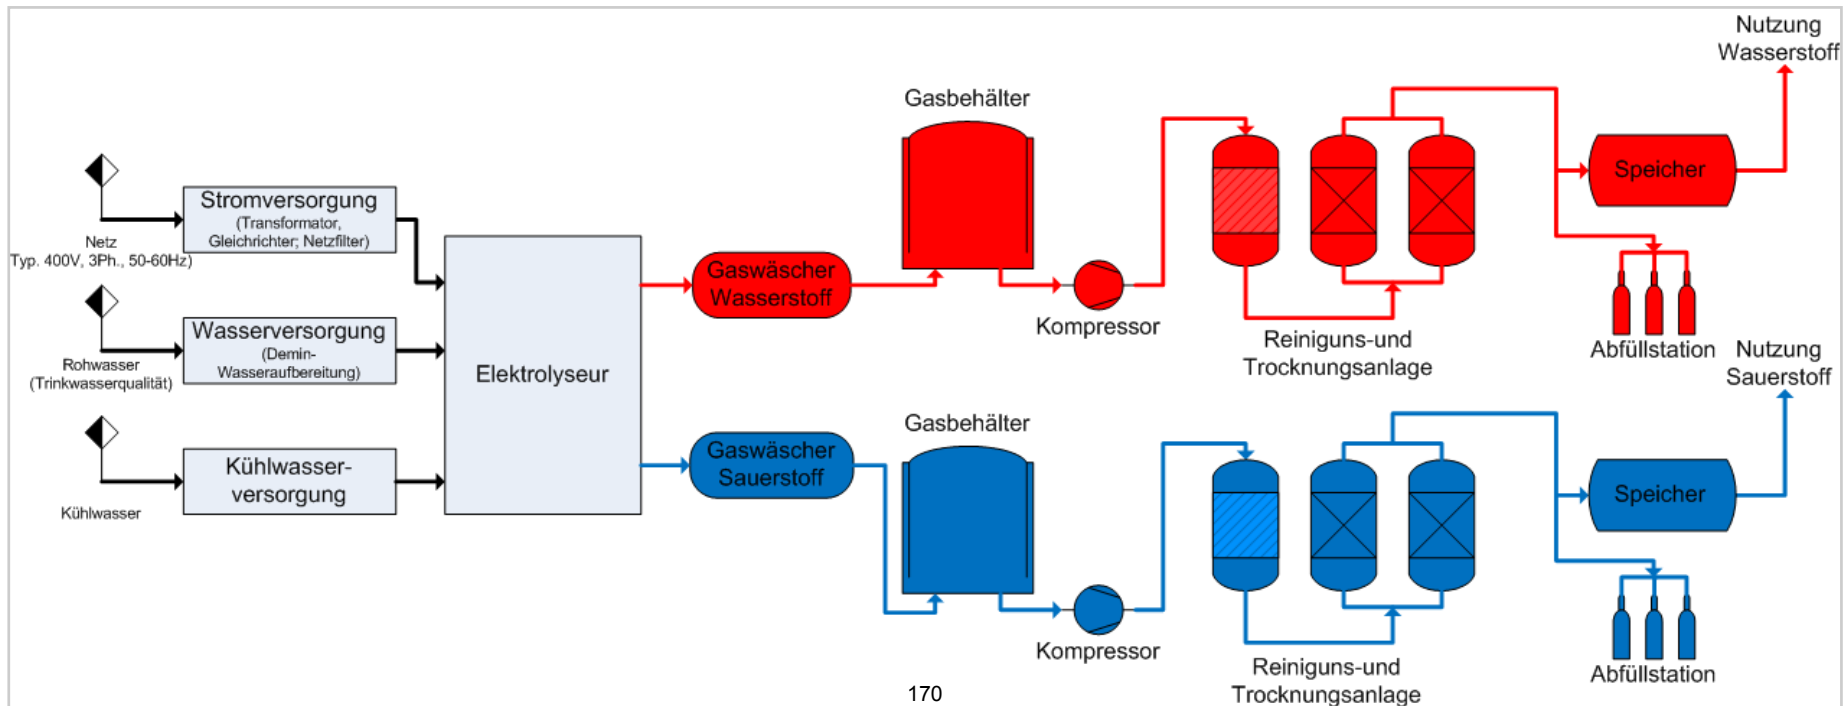 Nutzung
Wasserstoff
Gasbehälter
Speicher
Stromversorgung
(Transformator,
Gleichrichter; Netzfilter)
Netz
Typ. 400V, 3Ph., 50-60Hz)
Gaswäscher
Wasserstoff
Kompressor
Reiniguns-und
Trocknungsanlage
Abfüllstation
Wasserversorgung
(Demin-
Wasseraufbereitung)
Rohwasser
(Trinkwasserqualität)
Elektrolyseur
Nutzung
Sauerstoff
Gasbehälter
Gaswäscher
Sauerstoff
Kühlwasser-
versorgung
Kühlwasser
Speicher
Kompressor
Reiniguns-und
Trocknungsanlage
Abfüllstation
170